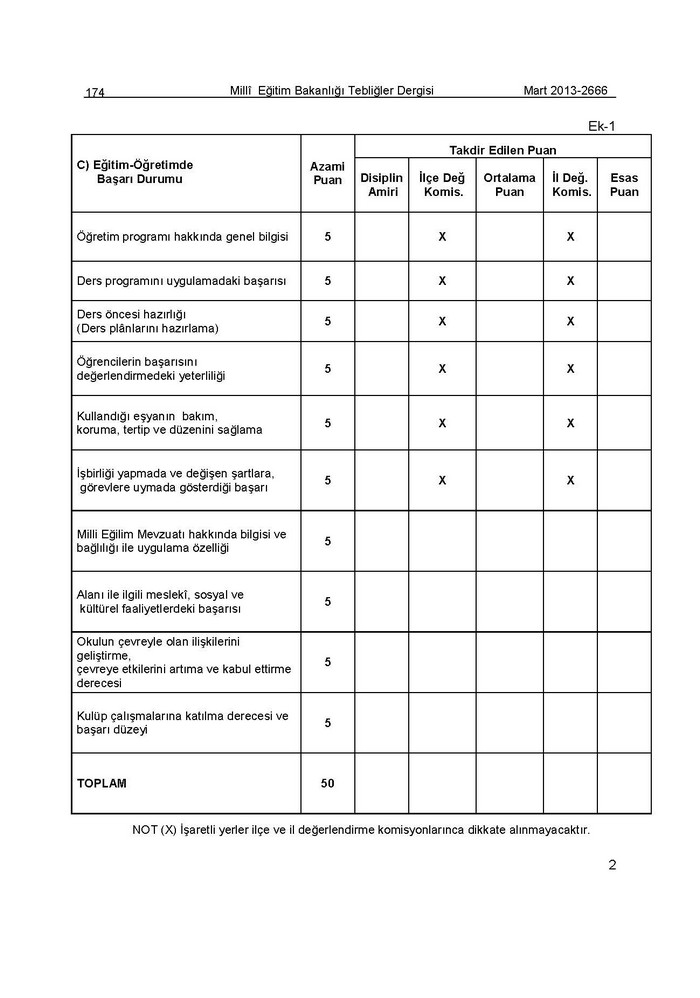 174 Millî Eğitim Bakanlığı Tebliğler Dergisi Mart 2013-2666
Ek-1
C) Eğitim-Öğretimde
Başarı Durumu
Azami
Puan
Takdir Edilen Puan
Disiplin
Amiri
İlçe Değ
Komis.
Ortalama
Puan
İl Değ.
Komis.
Esas
Puan
Öğretim programı hakkında genel bilgisi 5 X X
Ders programını uygulamadaki başarısı 5 X X
Ders öncesi hazırlığı
(Ders plânlarını hazırlama) 5 X X
Öğrencilerin başarısını
değerlendirmedeki yeterliliği 5 X X
Kullandığı eşyanın bakım,
koruma, tertip ve düzenini sağlama 5 X X
İşbirliği yapmada ve değişen şartlara,
görevlere uymada gösterdiği başarı 5 X X
Milli Eğilim Mevzuatı hakkında bilgisi ve
bağlılığı ile uygulama özelliği 5
Alanı ile ilgili meslekî, sosyal ve
kültürel faaliyetlerdeki başarısı 5
Okulun çevreyle olan ilişkilerini
geliştirme,
çevreye etkilerini artıma ve kabul ettirme
derecesi 5
Kulüp çalışmalarına katılma derecesi ve
başarı düzeyi 5
TOPLAM 50
NOT (X) İşaretli yerler ilçe ve il değerlendirme komisyonlarınca dikkate alınmayacaktır.
2